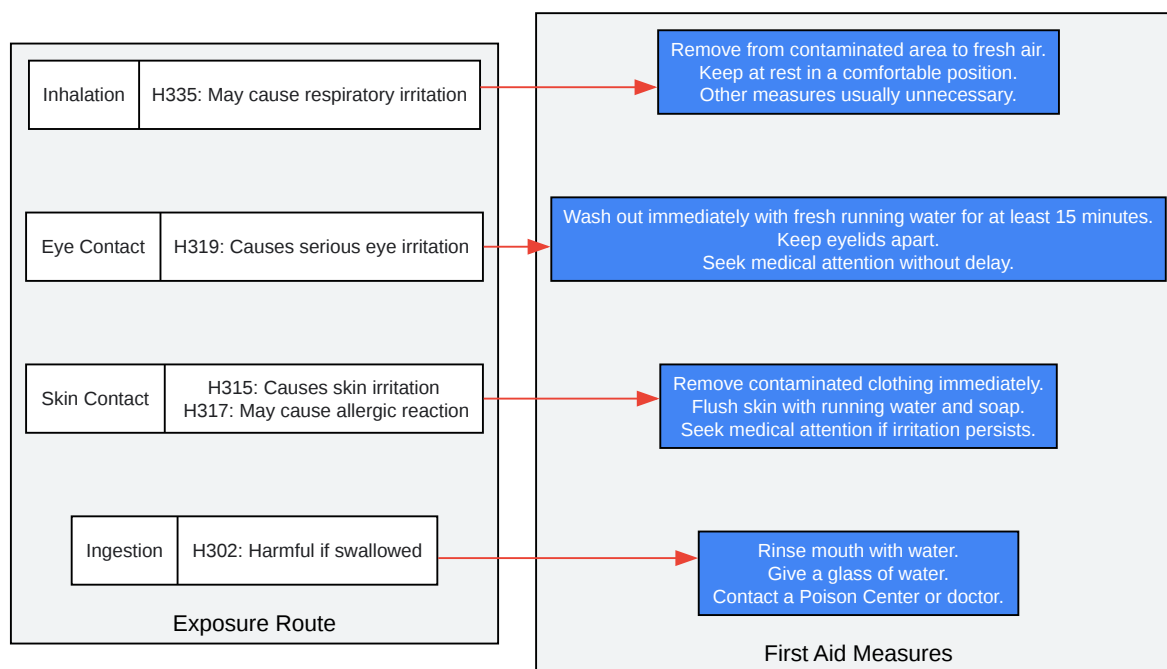 Inhalation
H335: May cause respiratory irritation
Remove from contaminated area to fresh air.
Keep at rest in a comfortable position.
Other measures usually unnecessary.
Eye Contact
H319: Causes serious eye irritation
Wash out immediately with fresh running water for at least 15 minutes.
Keep eyelids apart.
Seek medical attention without delay.
Skin Contact
H315: Causes skin irritation
H317: May cause allergic reaction
Remove contaminated clothing immediately.
Flush skin with running water and soap.
Seek medical attention if irritation persists.
Ingestion
H302: Harmful if swallowed
Rinse mouth with water.
Give a glass of water.
Contact a Poison Center or doctor.
Exposure Route
First Aid Measures